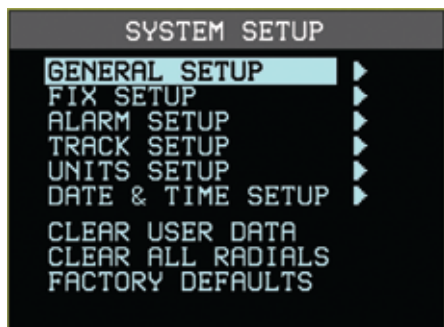 SYSTEM SETUP
GENERAL SETUP
FIX SETUP
ALARM SETUP
TRACK SETUP
UNITS SETUP
DATE & TIME SETUP
CLEAR USER DATA
CLEAR ALL RADIALS
FACTORY DEFAULTS